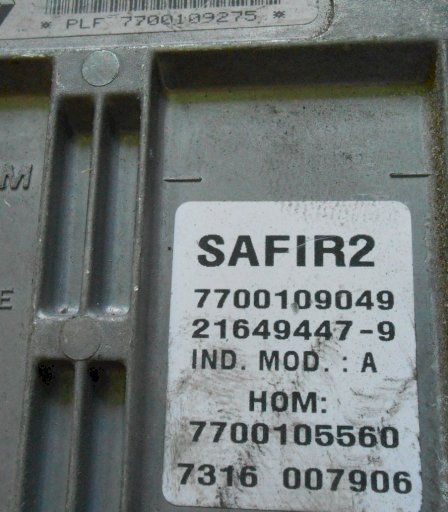 * PLF 7700109275 *
M
E
SAFIR2
7700109049
21649447-9
IND. MOD. : A
HOM:
7700105560
7316 007906